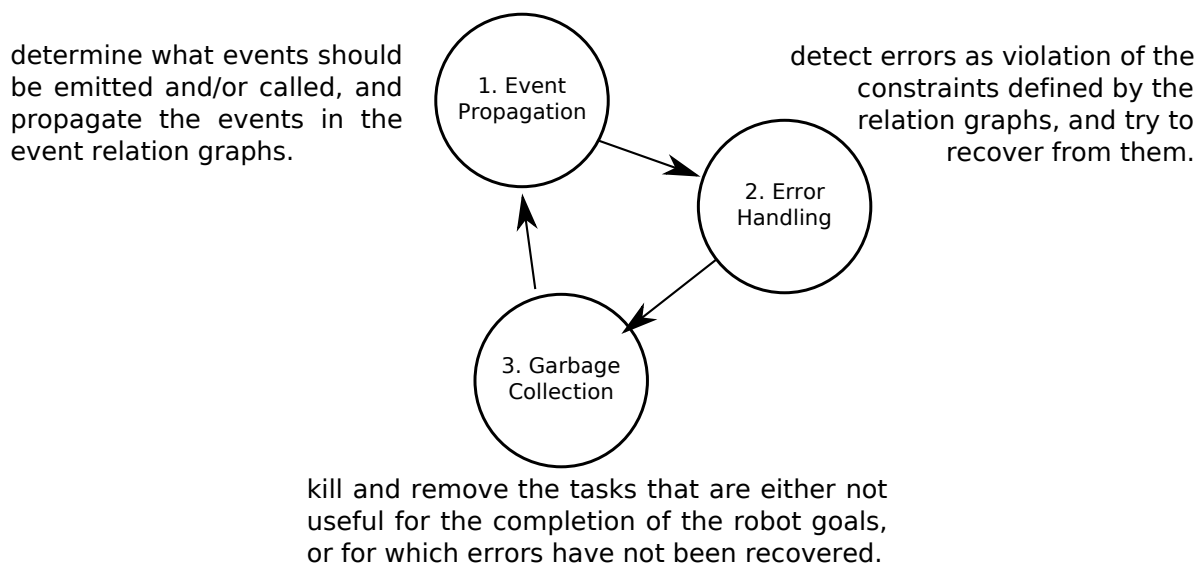 determine what events should
be emitted and/or called, and
propagate the events in the
event relation graphs.
1. Event
Propagation
detect errors as violation of the
constraints defined by the
relation graphs, and try to
recover from them.
2. Error
Handling
3. Garbage
Collection
kill and remove the tasks that are either not
useful for the completion of the robot goals,
or for which errors have not been recovered.